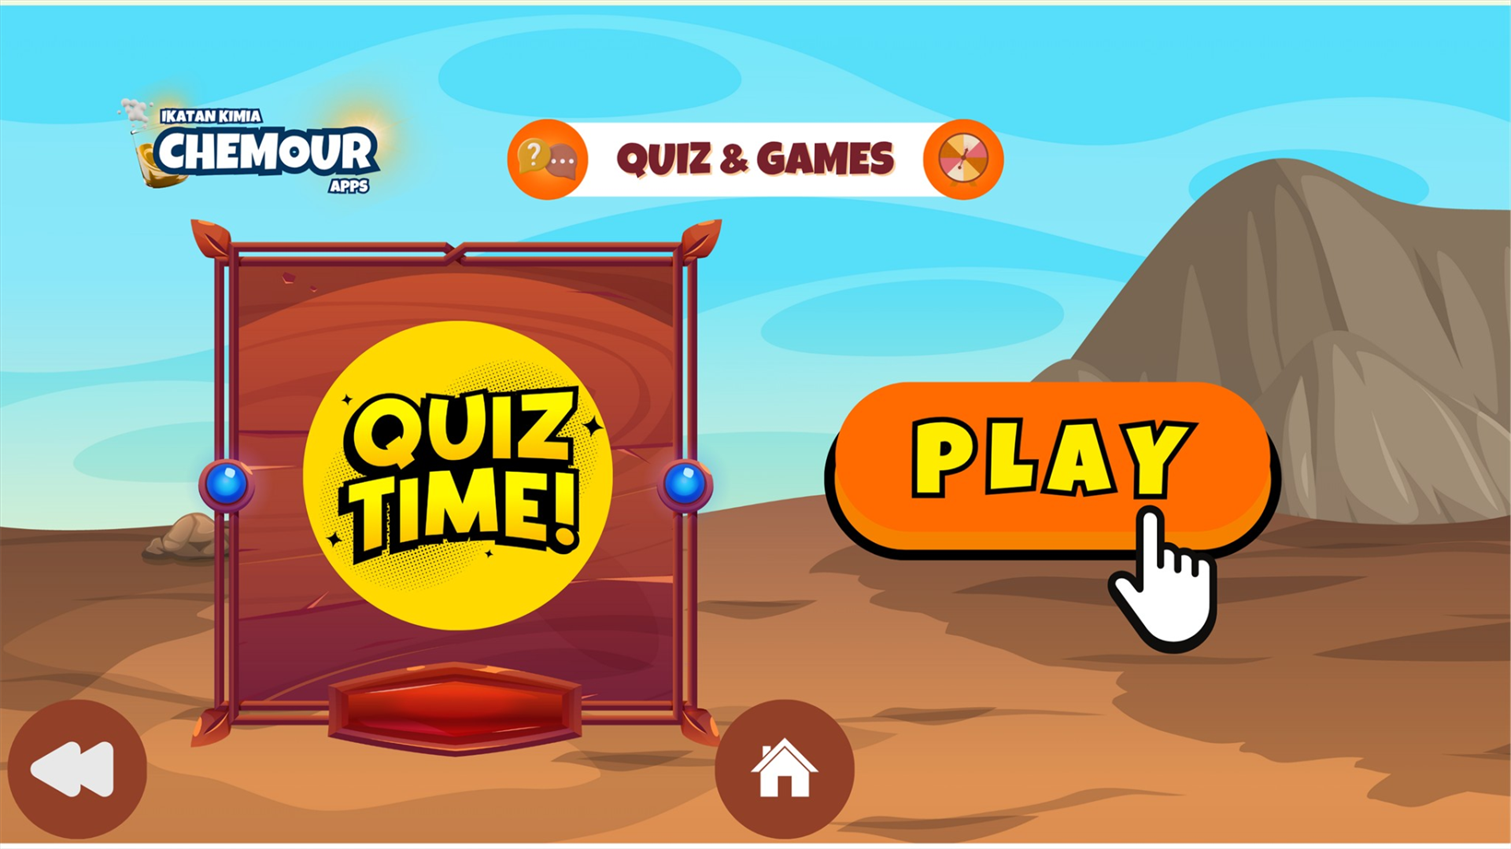 IKATAN KIMIA
CHEMOUR
APPS
QUIZ & GAMES
?
QUIZ
TIME!
PLAY